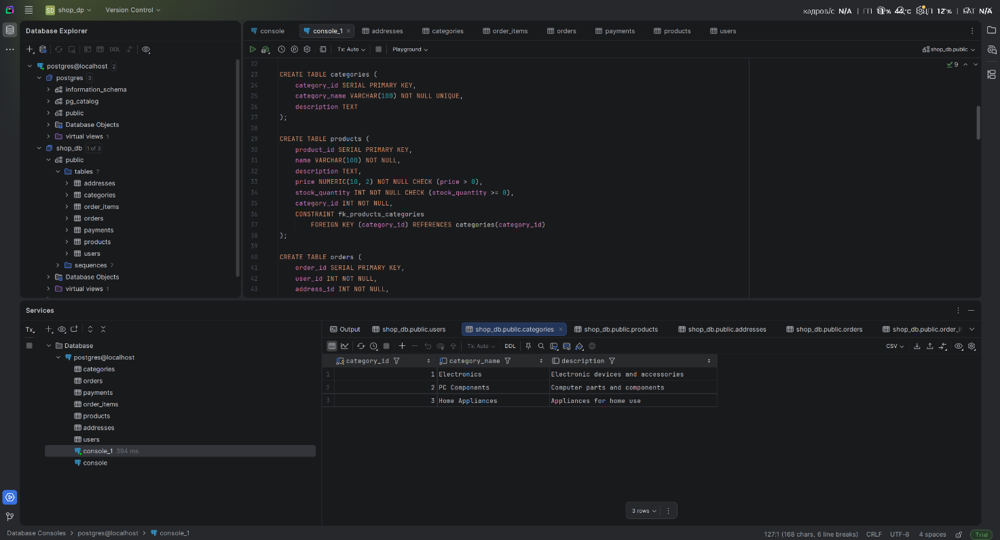 SD shop_dp Version Control
кадров/с N/A | ГП 11% 44°C ЦП 12% | БАТ N/A
Database Explorer
DDL
postgres@localhost 2
postgres 3
information_schema
pg_catalog
public
Database Objects
virtual views 1
shop_db 1 of 3
public
tables 7
addresses
categories
order_items
orders
payments
products
users
sequences 7
Database Objects
virtual views 1
console console_1 addresses categories order_items orders payments products users
Tx: Auto Playground shop_db.public
9
22
23 CREATE TABLE categories (
24 category_id SERIAL PRIMARY KEY,
25 category_name VARCHAR(100) NOT NULL UNIQUE,
26 description TEXT
27 );
28
29 CREATE TABLE products (
30 product_id SERIAL PRIMARY KEY,
31 name VARCHAR(100) NOT NULL,
32 description TEXT,
33 price NUMERIC(10, 2) NOT NULL CHECK (price > 0),
34 stock_quantity INT NOT NULL CHECK (stock_quantity >= 0),
35 category_id INT NOT NULL,
36 CONSTRAINT fk_products_categories
37 FOREIGN KEY (category_id) REFERENCES categories(category_id)
38 );
39
40 CREATE TABLE orders (
41 order_id SERIAL PRIMARY KEY,
42 user_id INT NOT NULL,
43 address_id INT NOT NULL,
Services
Tx
Database
postgres@localhost
categories
orders
payments
order_items
products
addresses
users
console_1 394 ms
console
Output shop_db.public.users shop_db.public.categories shop_db.public.products shop_db.public.addresses shop_db.public.orders shop_db.public.order_i
Tx: Auto DDL CSV
category_id category_name description
1 1 Electronics Electronic devices and accessories
2 2 PC Components Computer parts and components
3 3 Home Appliances Appliances for home use
3 rows
Database Consoles > postgres@localhost > console_1
127:1 (168 chars, 6 line breaks) CRLF UTF-8 4 spaces Trial